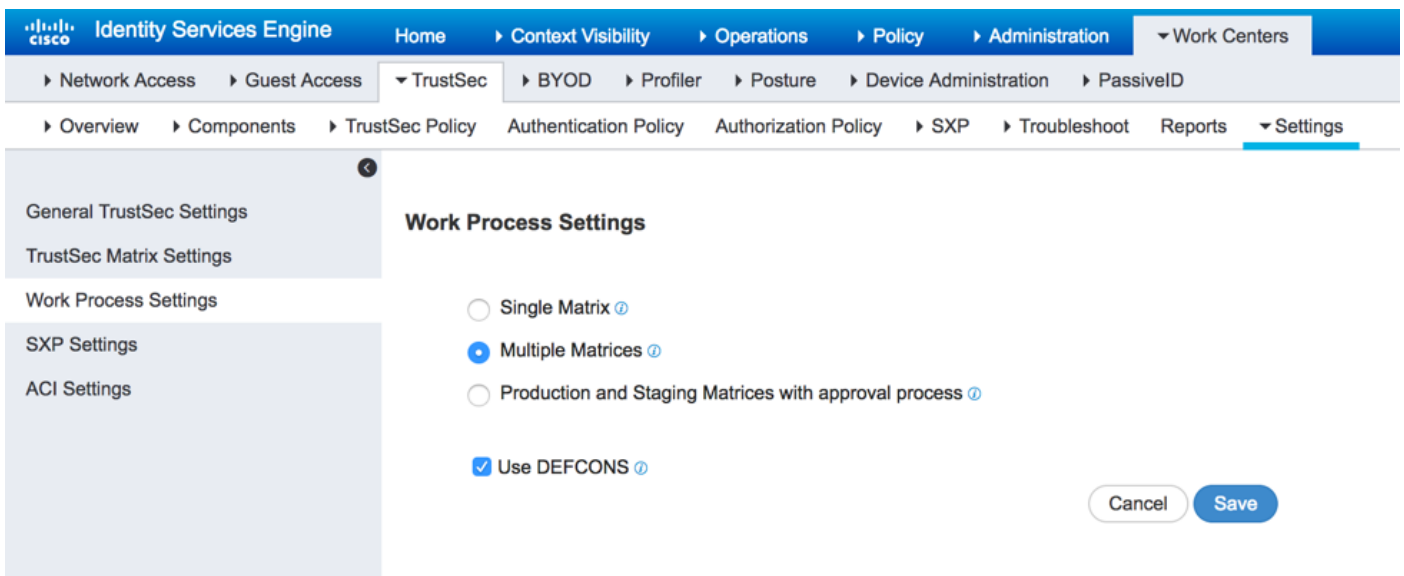 cisco Identity Services Engine Home Context Visibility Operations Policy Administration Work Centers
Network Access Guest Access TrustSec BYOD Profiler Posture Device Administration PassiveID
Overview Components TrustSec Policy Authentication Policy Authorization Policy SXP Troubleshoot Reports Settings
General TrustSec Settings
TrustSec Matrix Settings
Work Process Settings
SXP Settings
ACI Settings
Work Process Settings
Single Matrix
Multiple Matrices
Production and Staging Matrices with approval process
Use DEFCONS
Cancel Save